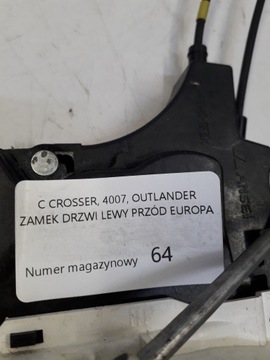 C CROSSER, 4007, OUTLANDER
ZAMEK DRZWI LEWY PRZÓD EUROPA
Numer magazynowy 64